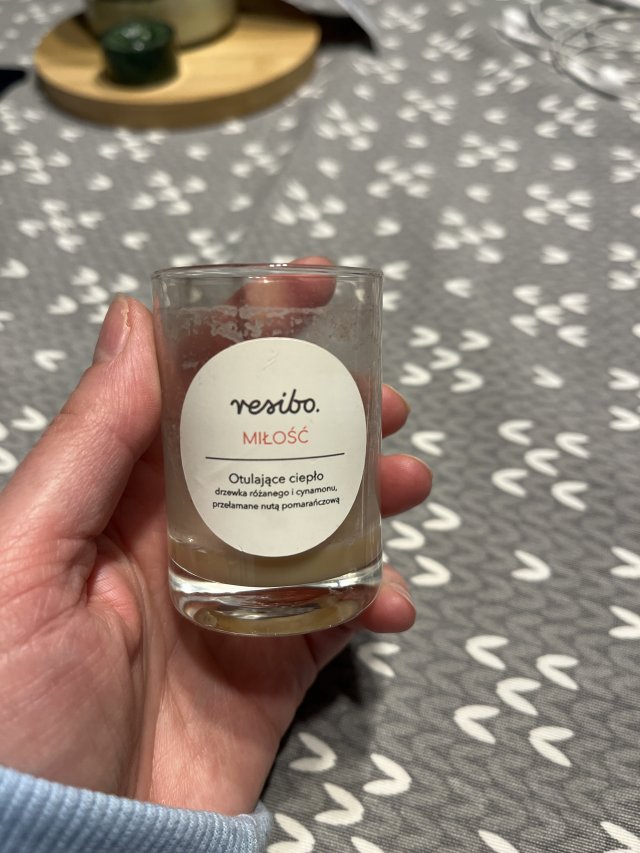 resibo.
MIŁOŚĆ
Otulające ciepło
drzewka różanego i cynamonu,
przełamane nutą pomarańczową